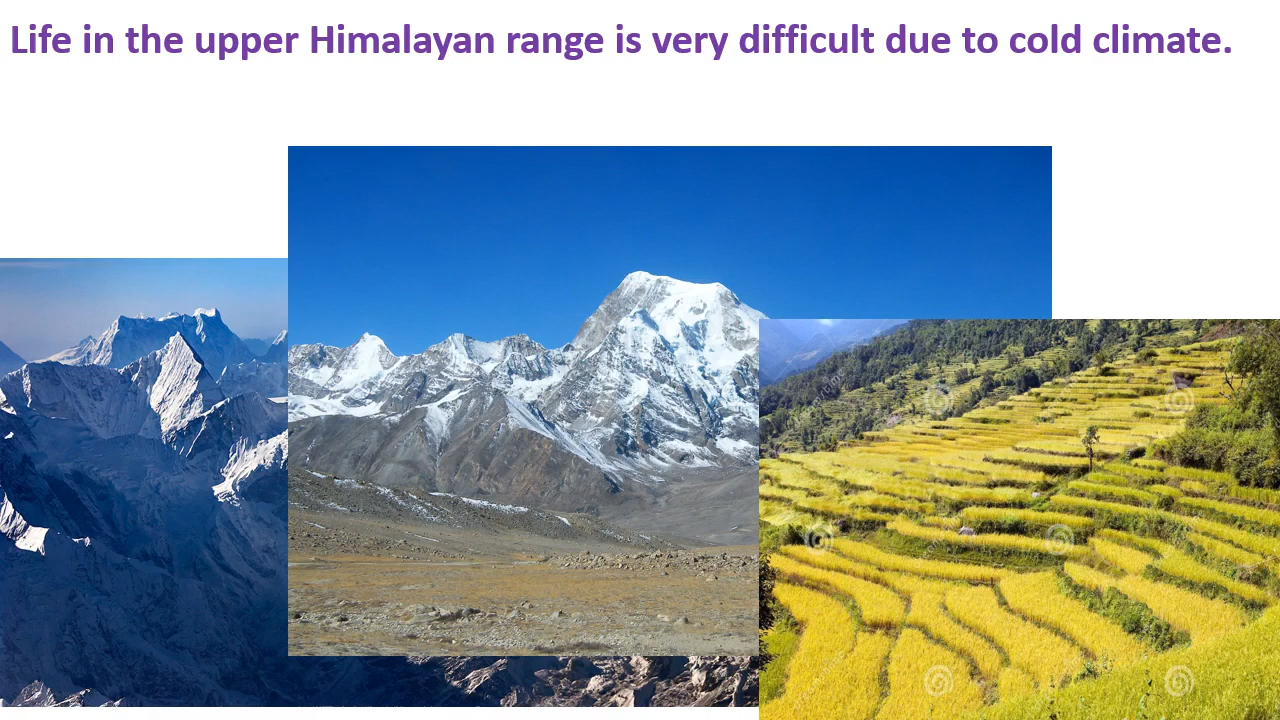 Life in the upper Himalayan range is very difficult due to cold climate.